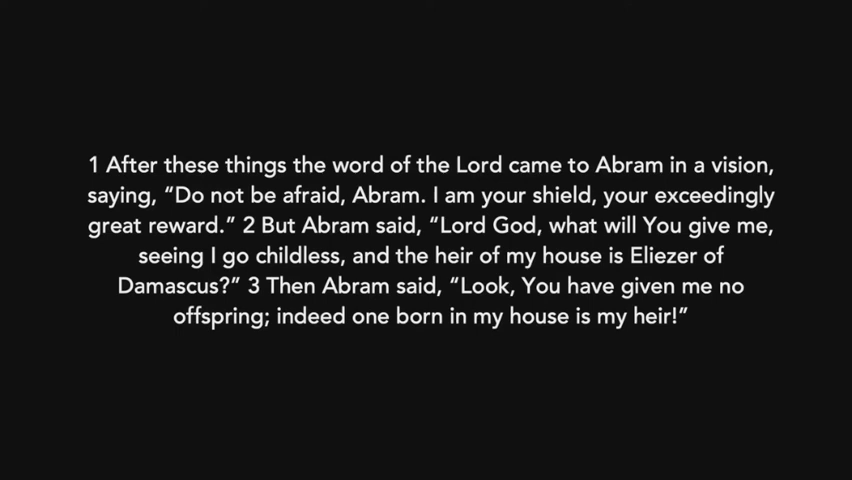 1 After these things the word of the Lord came to Abram in a vision,
saying, “Do not be afraid, Abram. I am your shield, your exceedingly
great reward.” 2 But Abram said, “Lord God, what will You give me,
seeing I go childless, and the heir of my house is Eliezer of
Damascus?” 3 Then Abram said, “Look, You have given me no
offspring; indeed one born in my house is my heir!”